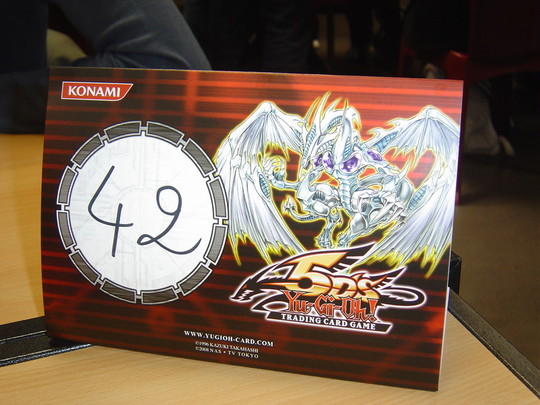 KONAMI
42
5D's
Yu-Gi-Oh!
TRADING CARD GAME
WWW.YUGIOH-CARD.COM
©1996 KAZUKI TAKAHASHI
©2008 NAS • TV TOKYO